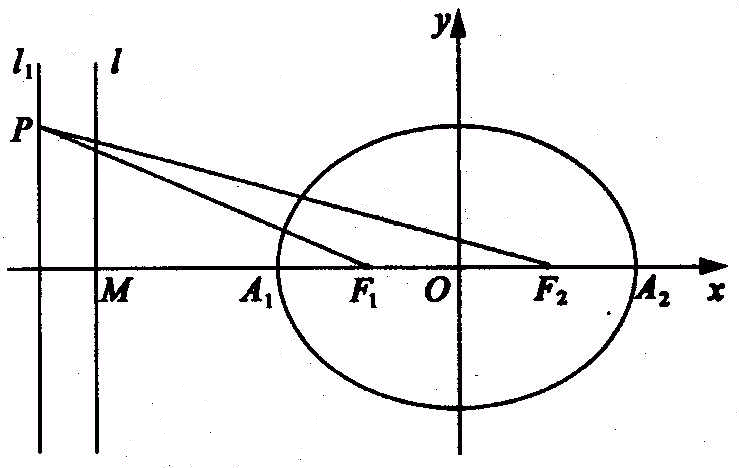 y
l₁ l
P
M A₁ F₁ O F₂ A₂ x